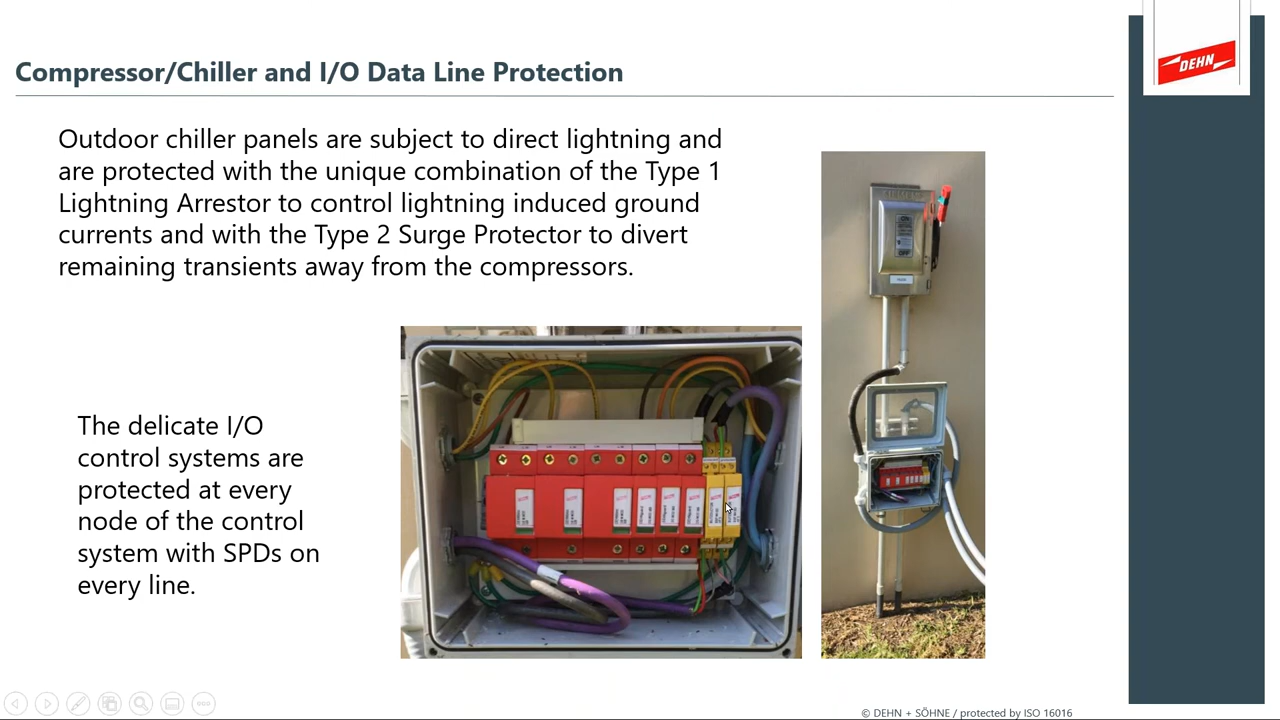 Compressor/Chiller and I/O Data Line Protection
DEHN
Outdoor chiller panels are subject to direct lightning and
are protected with the unique combination of the Type 1
Lightning Arrestor to control lightning induced ground
currents and with the Type 2 Surge Protector to divert
remaining transients away from the compressors.
The delicate I/O
control systems are
protected at every
node of the control
system with SPDs on
every line.
OFF
© DEHN + SÖHNE / protected by ISO 16016